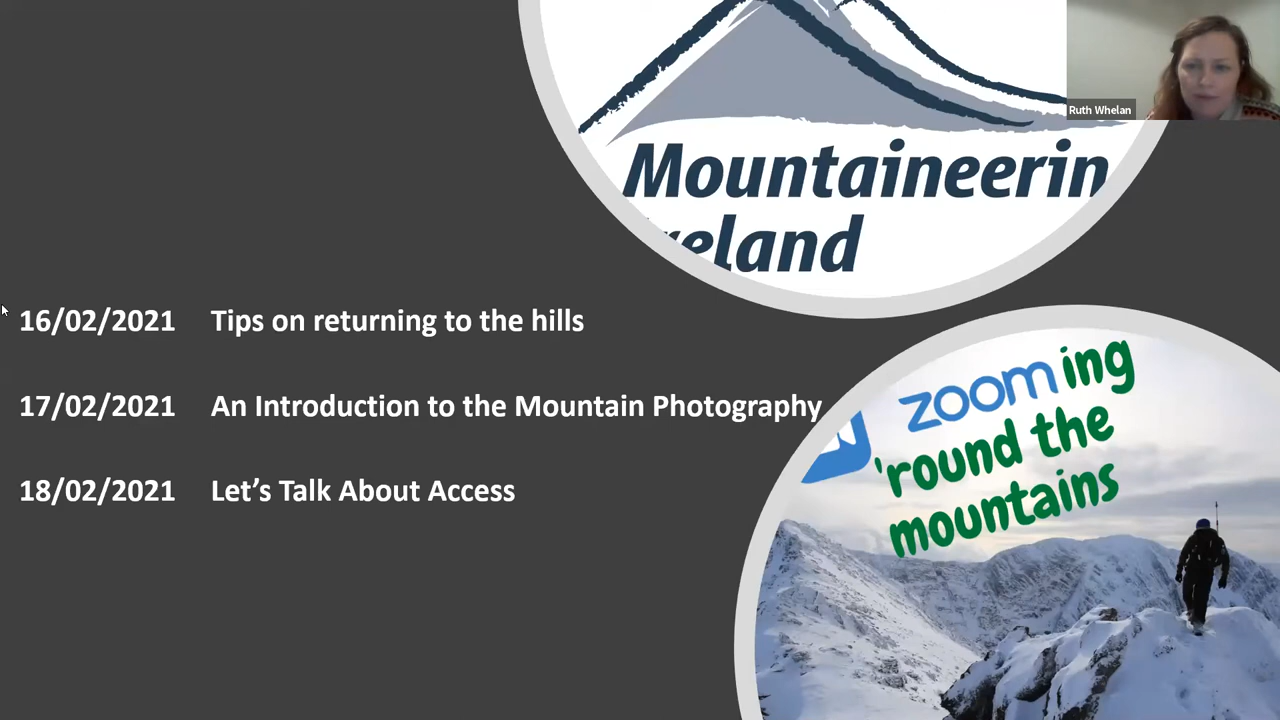 Mountaineerin
reland
Ruth Whelan
16/02/2021 Tips on returning to the hills
17/02/2021 An Introduction to the Mountain Photography
18/02/2021 Let’s Talk About Access
zooming
'round the
mountains